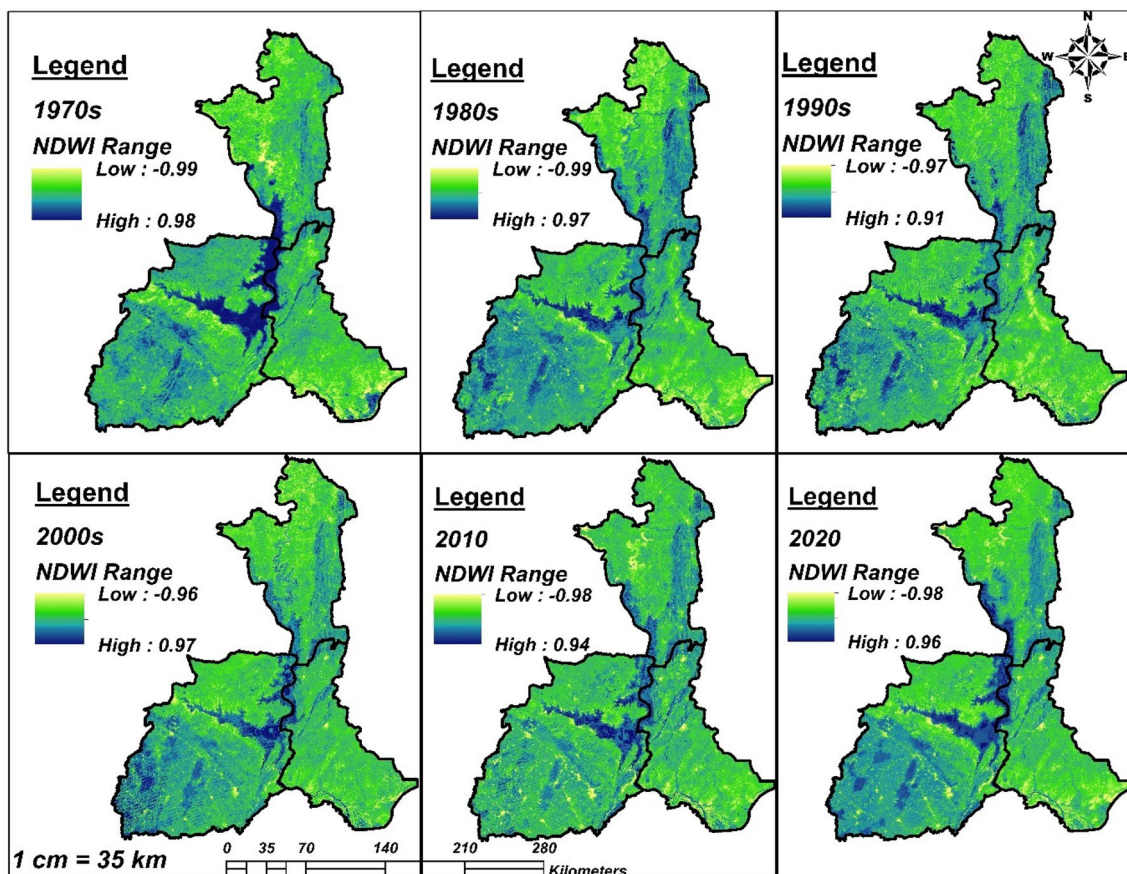 Legend
1970s
NDWI Range
Low : -0.99
High : 0.98
Legend
1980s
NDWI Range
Low : -0.99
High : 0.97
Legend
1990s
NDWI Range
Low : -0.97
High : 0.91
N
W
E
S
Legend
2000s
NDWI Range
Low : -0.96
High : 0.97
Legend
2010
NDWI Range
Low : -0.98
High : 0.94
Legend
2020
NDWI Range
Low : -0.98
High : 0.96
1 cm = 35 km
0 35 70 140 210 280
Kilometers